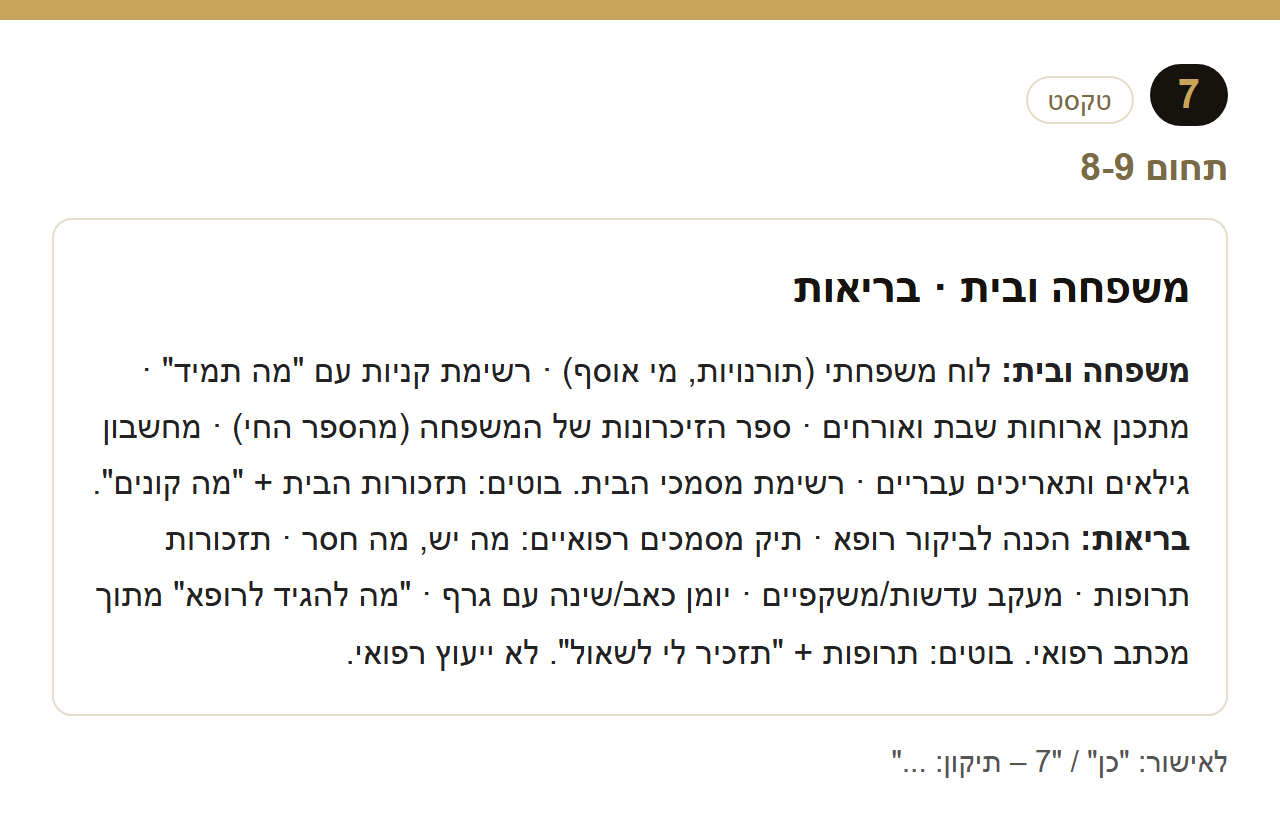 7
טקסט
תחום 8-9
משפחה ובית · בריאות
משפחה ובית: לוח משפחתי (תורנויות, מי אוסף) · רשימת קניות עם "מה תמיד" ·
מתכנן ארוחות שבת ואורחים · ספר הזיכרונות של המשפחה (מהספר החי) · מחשבון
גילאים ותאריכים עבריים · רשימת מסמכי הבית. בוטים: תזכורות הבית + "מה קונים".
בריאות: הכנה לביקור רופא · תיק מסמכים רפואיים: מה יש, מה חסר · תזכורות
תרופות · מעקב עדשות/משקפיים · יומן כאב/שינה עם גרף · "מה להגיד לרופא" מתוך
מכתב רפואי. בוטים: תרופות + "תזכיר לי לשאול". לא ייעוץ רפואי.
לאישור: "כן" / "7 – תיקון: ..."